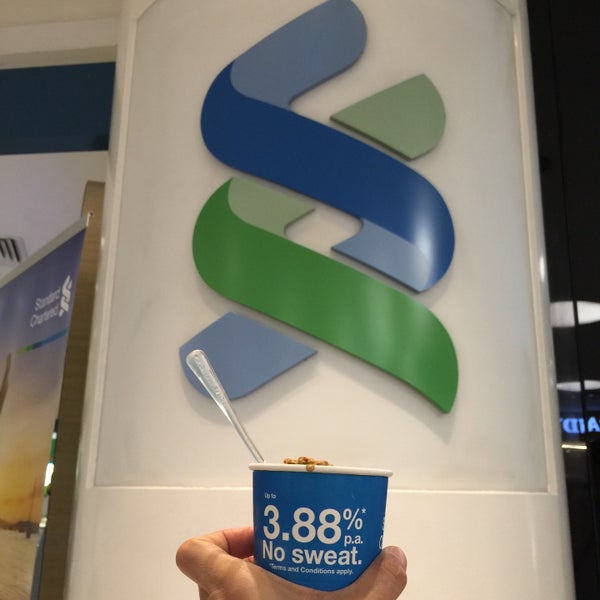 Standard
Chartered
Up to
3.88%*
p.a.
No sweat.
*Terms and Conditions apply.